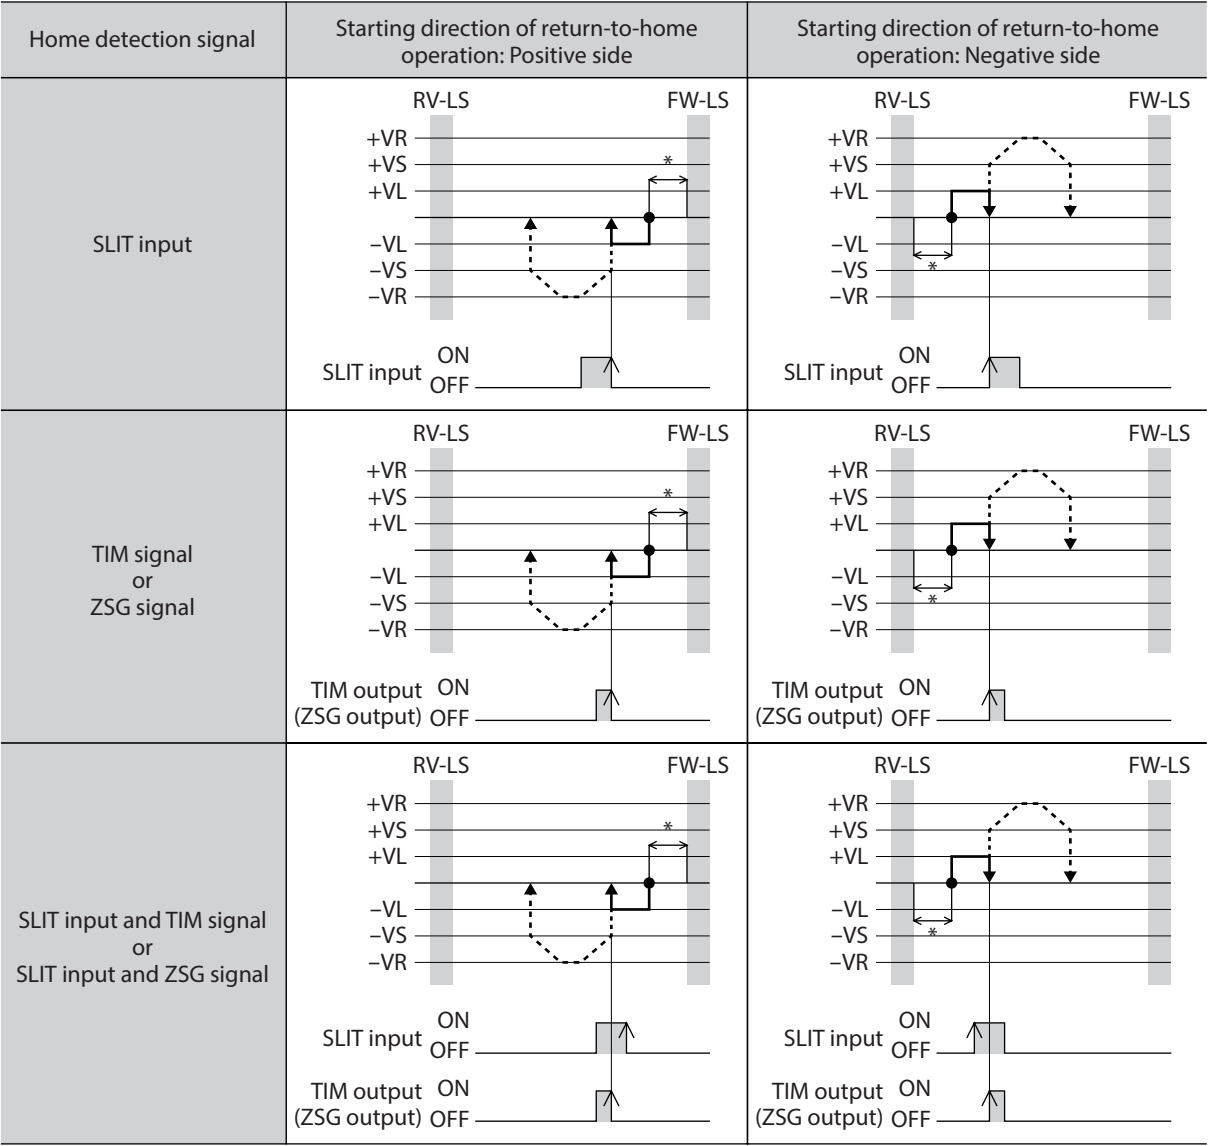 Home detection signal
Starting direction of return-to-home
operation: Positive side
Starting direction of return-to-home
operation: Negative side
SLIT input
RV-LS
FW-LS
+VR
+VS
*
+VL
–VL
–VS
–VR
SLIT input
ON
OFF
RV-LS
FW-LS
+VR
+VS
+VL
–VL
*
–VS
–VR
SLIT input
ON
OFF
TIM signal
or
ZSG signal
RV-LS
FW-LS
+VR
+VS
*
+VL
–VL
–VS
–VR
TIM output
(ZSG output)
ON
OFF
RV-LS
FW-LS
+VR
+VS
+VL
–VL
*
–VS
–VR
TIM output
(ZSG output)
ON
OFF
SLIT input and TIM signal
or
SLIT input and ZSG signal
RV-LS
FW-LS
+VR
+VS
*
+VL
–VL
–VS
–VR
SLIT input
ON
OFF
TIM output
(ZSG output)
ON
OFF
RV-LS
FW-LS
+VR
+VS
+VL
–VL
*
–VS
–VR
SLIT input
ON
OFF
TIM output
(ZSG output)
ON
OFF